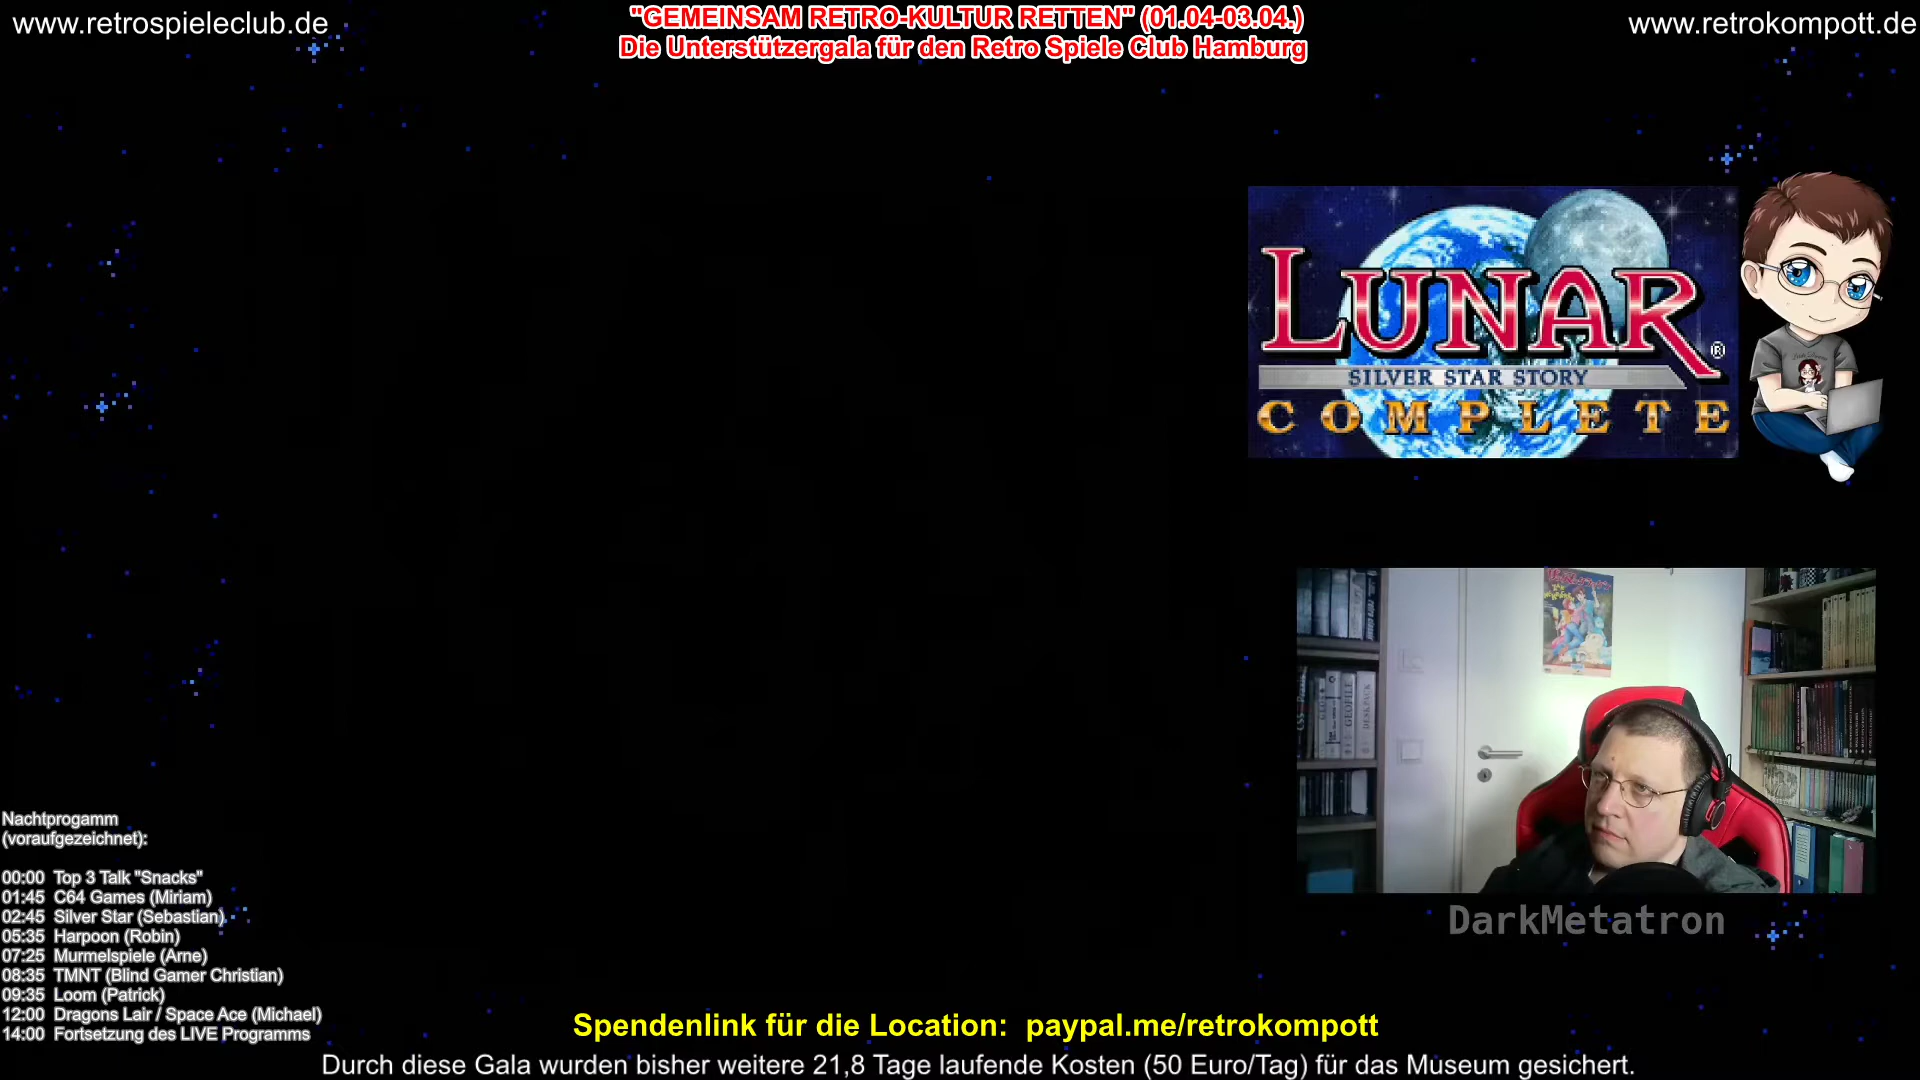 www.retrospieleclub.de
"GEMEINSAM RETRO-KULTUR RETTEN" (01.04-03.04.)
Die Unterstützergala für den Retro Spiele Club Hamburg
www.retrokompott.de
LUNAR®
SILVER STAR STORY
COMPLETE
GEOFILE
DESKPACK
DarkMetatron
Nachtprogamm
(voraufgezeichnet):
00:00 Top 3 Talk "Snacks"
01:45 C64 Games (Miriam)
02:45 Silver Star (Sebastian)
05:35 Harpoon (Robin)
07:25 Murmelspiele (Arne)
08:35 TMNT (Blind Gamer Christian)
09:35 Loom (Patrick)
12:00 Dragons Lair / Space Ace (Michael)
14:00 Fortsetzung des LIVE Programms
Spendenlink für die Location: paypal.me/retrokompott
Durch diese Gala wurden bisher weitere 21,8 Tage laufende Kosten (50 Euro/Tag) für das Museum gesichert.